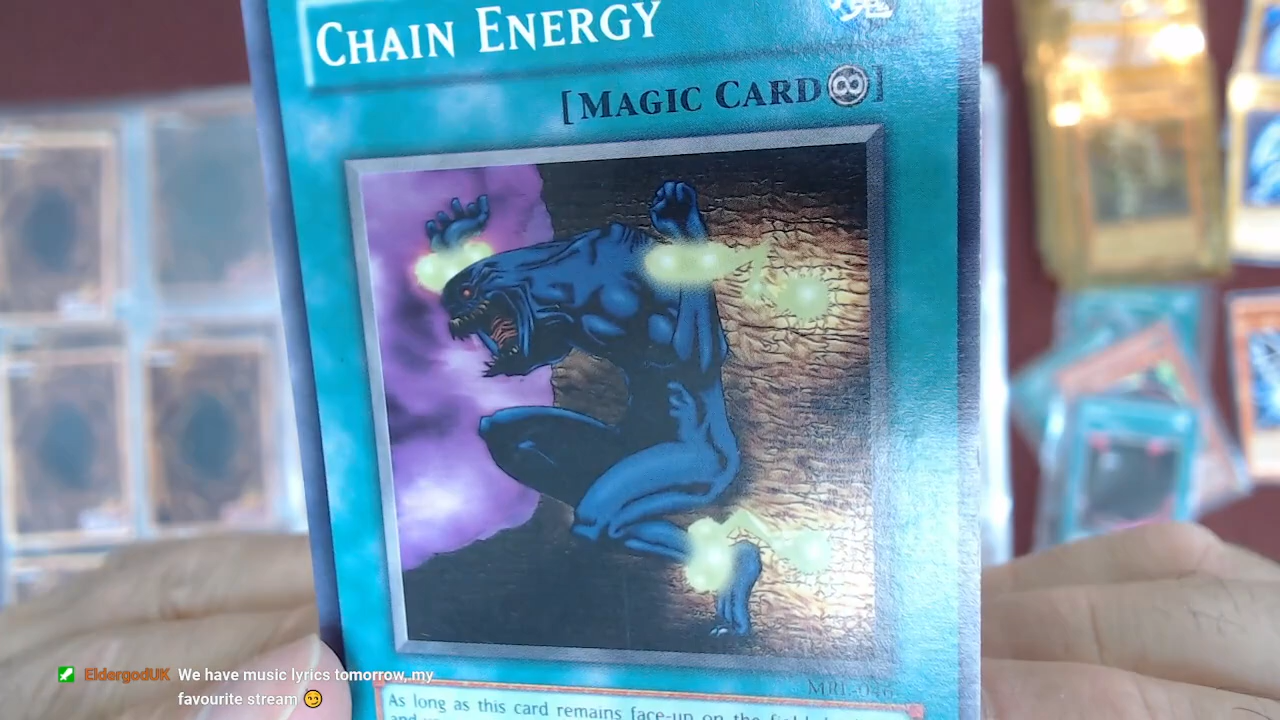 CHAIN ENERGY
魔
[MAGIC CARD♾]
MRL-046
As long as this card remains face-up on the field
EldergodUK We have music lyrics tomorrow, my
favourite stream 😏